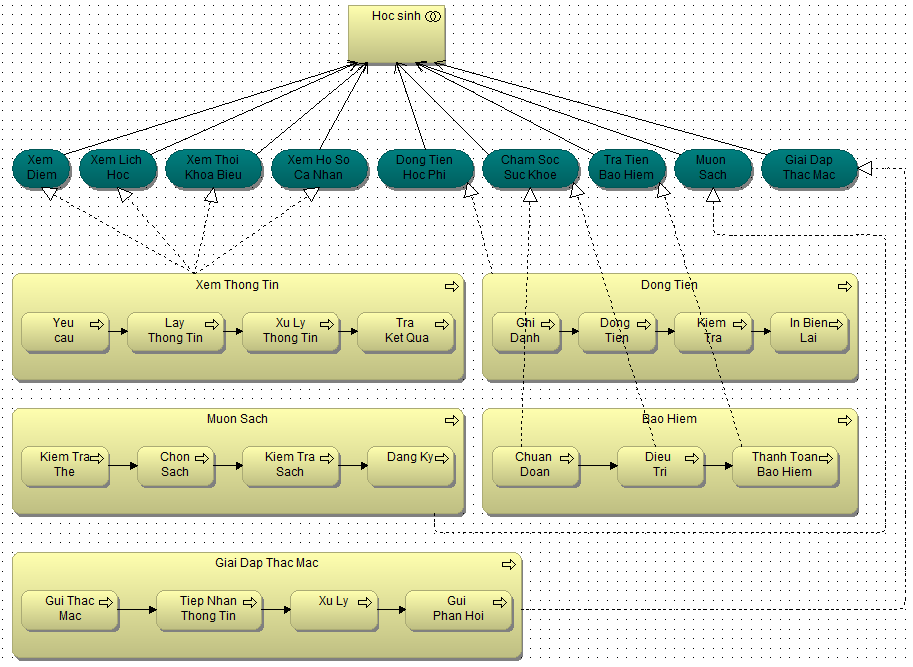 Hoc sinh
Xem
Diem
Xem Lich
Hoc
Xem Thoi
Khoa Bieu
Xem Ho So
Ca Nhan
Dong Tien
Hoc Phi
Cham Soc
Suc Khoe
Tra Tien
Bao Hiem
Muon
Sach
Giai Dap
Thac Mac
Xem Thong Tin
Yeu
cau
Lay
Thong Tin
Xu Ly
Thong Tin
Tra
Ket Qua
Dong Tien
Ghi
Danh
Dong
Tien
Kiem
Tra
In Bien
Lai
Muon Sach
Kiem Tra
The
Chon
Sach
Kiem Tra
Sach
Dang Ky
Bao Hiem
Chuan
Doan
Dieu
Tri
Thanh Toan
Bao Hiem
Giai Dap Thac Mac
Gui Thac
Mac
Tiep Nhan
Thong Tin
Xu Ly
Gui
Phan Hoi